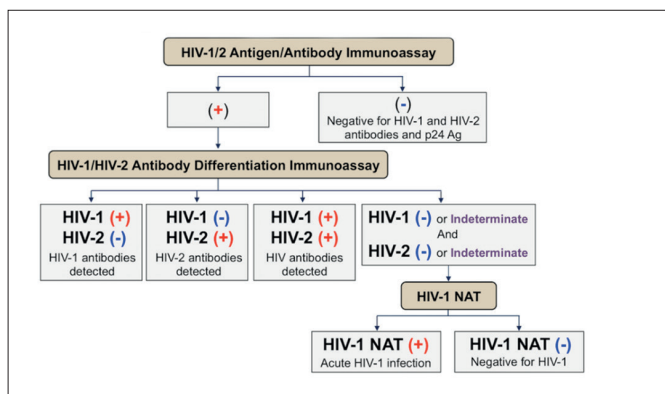 HIV-1/2 Antigen/Antibody Immunoassay
(+)
(-)
Negative for HIV-1 and HIV-2
antibodies and p24 Ag
HIV-1/HIV-2 Antibody Differentiation Immunoassay
HIV-1 (+)
HIV-2 (-)
HIV-1 antibodies
detected
HIV-1 (-)
HIV-2 (+)
HIV-2 antibodies
detected
HIV-1 (+)
HIV-2 (+)
HIV antibodies
detected
HIV-1 (-) or Indeterminate
And
HIV-2 (-) or Indeterminate
HIV-1 NAT
HIV-1 NAT (+)
Acute HIV-1 infection
HIV-1 NAT (-)
Negative for HIV-1